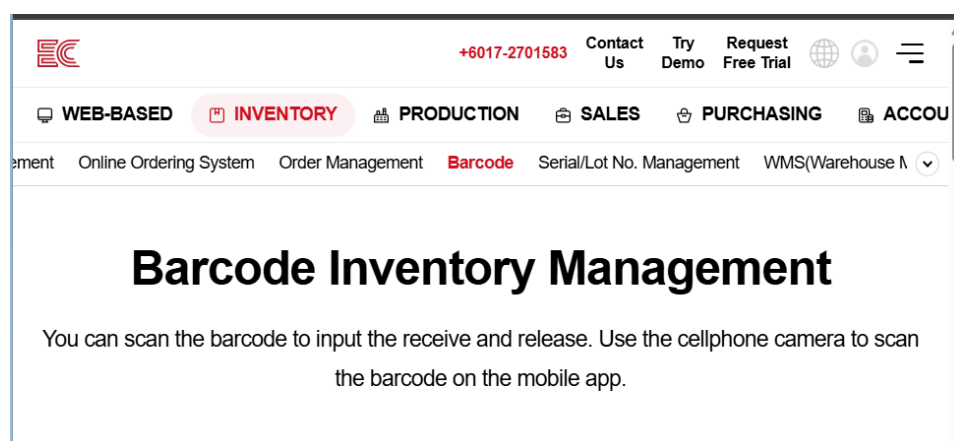 EC
+6017-2701583
Contact Us
Try Demo
Request Free Trial
WEB-BASED
INVENTORY
PRODUCTION
SALES
PURCHASING
ACCOU
ement
Online Ordering System
Order Management
Barcode
Serial/Lot No. Management
WMS(Warehouse
Barcode Inventory Management
You can scan the barcode to input the receive and release. Use the cellphone camera to scan
the barcode on the mobile app.